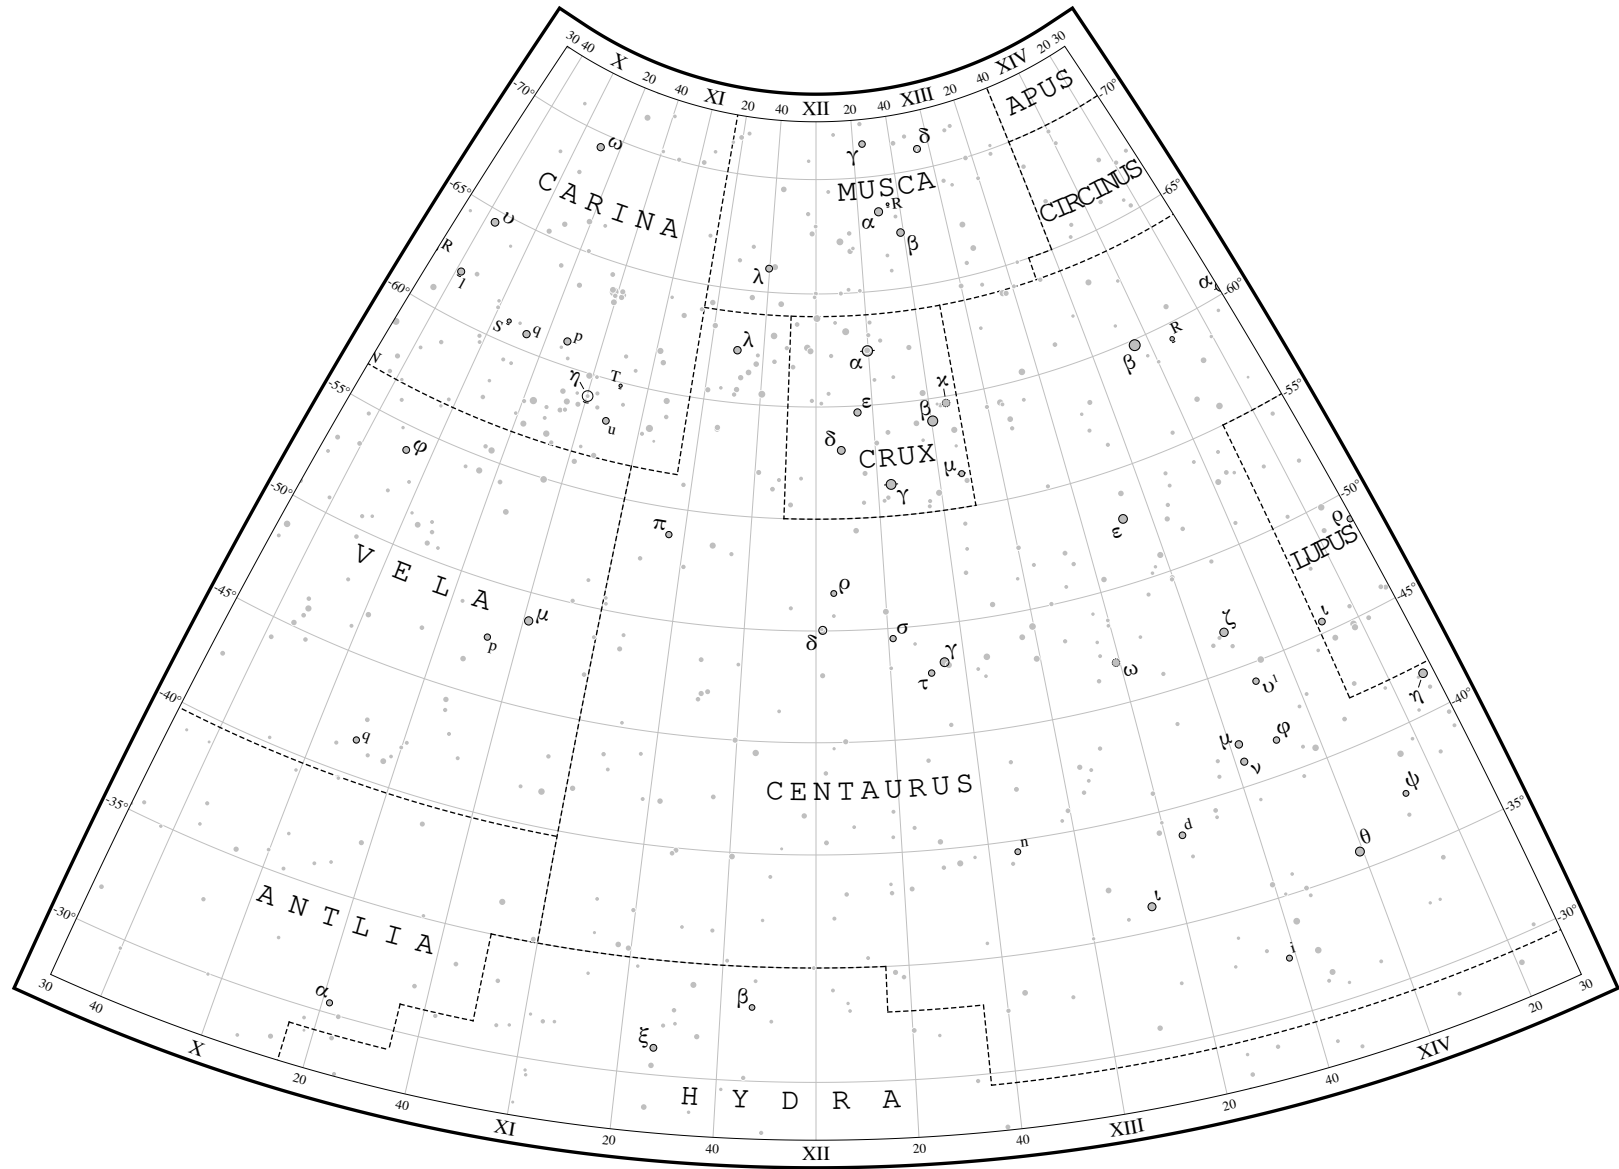 30 40 X 20 40 XI 20 40 XII 20 40 XIII 20 40 XIV 20 30
APUS
-70° -70°
ω γ δ
MUSCA
CIRCINUS
CARINA
-65° -65°
υ α R
β
R
l
λ
-60° α -60°
S q p
λ
α
R
β
N
η T
κ
ε β
u
-55° -55°
δ
CRUX
φ
μ
γ
-50° -50°
π
ε
ρ
LUPUS
VELA
ρ
-45° -45°
μ
p
δ σ
γ
τ
ζ
ι
ω
υ¹
η
-40° -40°
q
μ φ
ν
ψ
CENTAURUS
-35° -35°
d
n
θ
ANTLIA
ι
-30° -30°
i
α
β
ξ
HYDRA
30 40 X 20 40 XI 20 40 XII 20 40 XIII 20 40 XIV 20 30